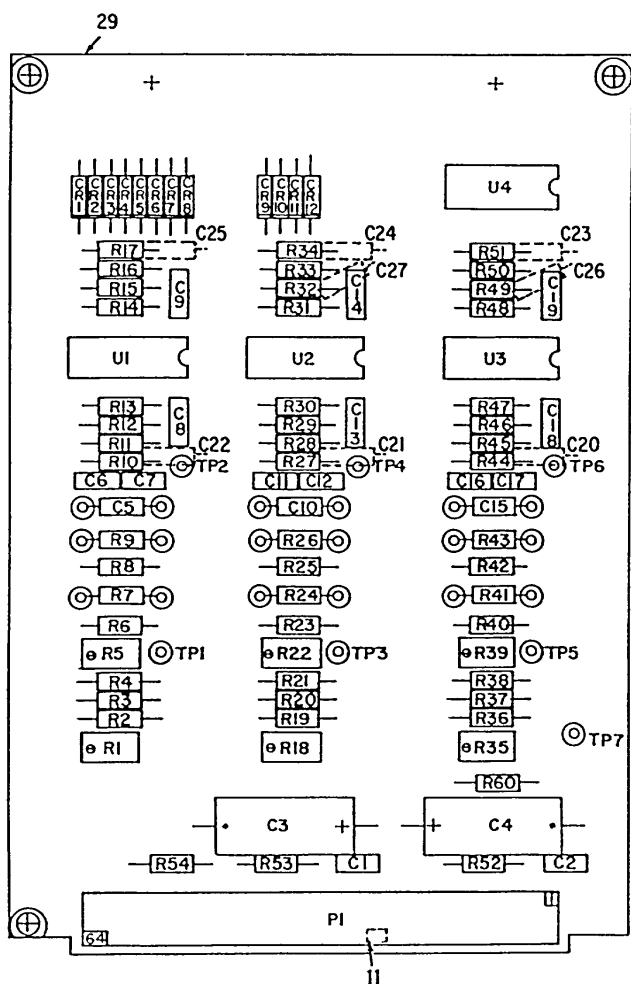 29
CR1 CR2 CR3 CR4 CR5 CR6 CR7 CR8 CR9 CR10 CR11 CR12 U4
R17 C25 R34 C24 R51 C23
R16 R33 C27 R50 C26
R15 C9 R32 C14 R49 C19
R14 R31 R48
U1 U2 U3
R13 C8 R30 C13 R47 C18
R12 R29 R46
R11 C22 R28 C21 R45 C20
R10 TP2 R27 TP4 R44 TP6
C6 C7 C11 C12 C16 C17
C5 C10 C15
R9 R26 R43
R8 R25 R42
R7 R24 R41
R6 R23 R40
R5 TP1 R22 TP3 R39 TP5
R4 R21 R38
R3 R20 R37
R2 R19 R36
R1 R18 R35 TP7
R60
C3 C4
R54 R53 C1 R52 C2
1
P1
64
11